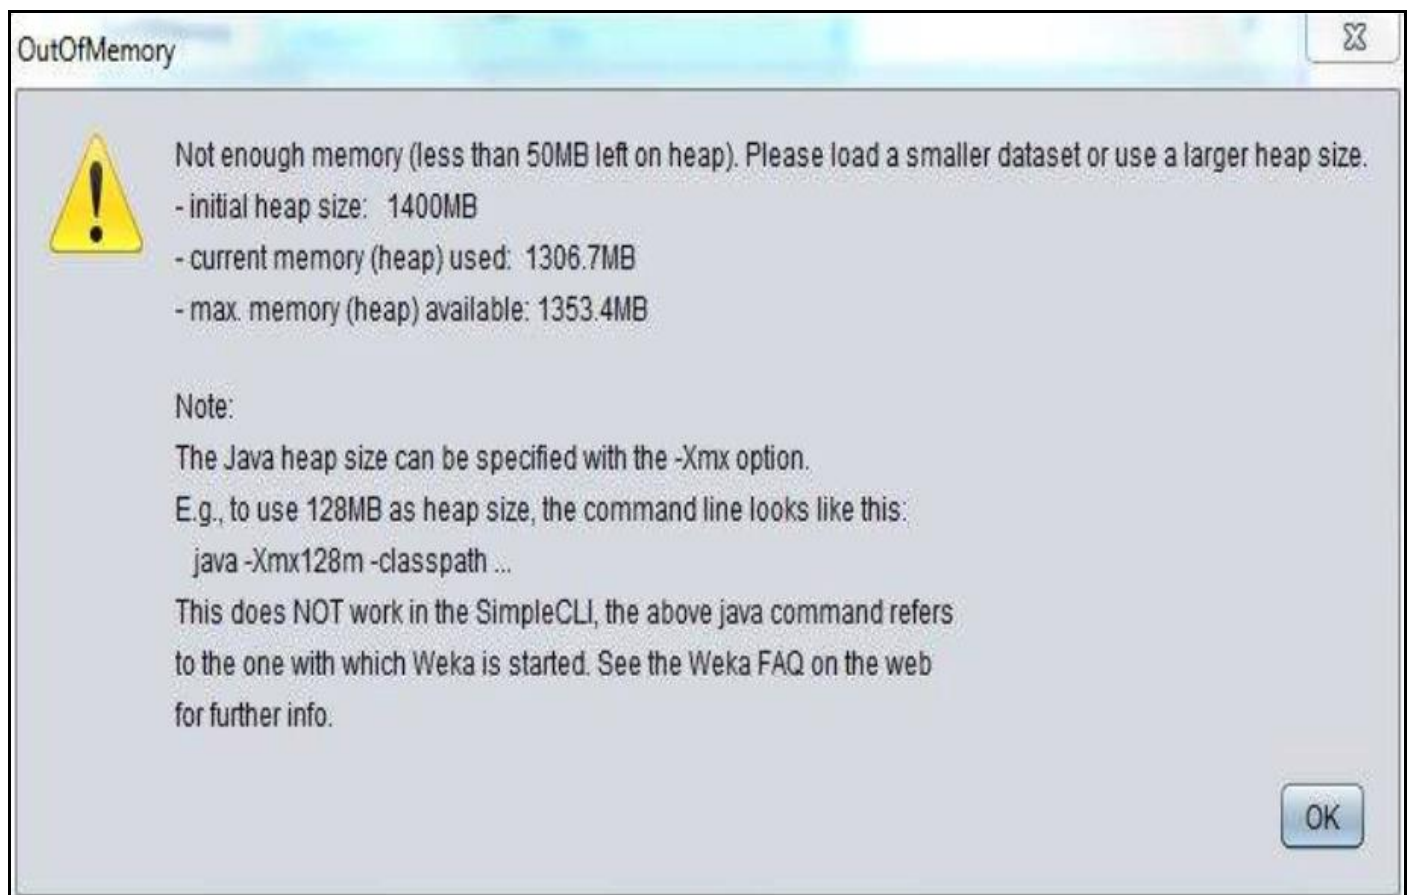 OutOfMemory
Not enough memory (less than 50MB left on heap). Please load a smaller dataset or use a larger heap size.
- initial heap size:   1400MB
- current memory (heap) used:  1306.7MB
- max. memory (heap) available: 1353.4MB
Note:
The Java heap size can be specified with the -Xmx option.
E.g., to use 128MB as heap size, the command line looks like this:
java -Xmx128m -classpath ...
This does NOT work in the SimpleCLI, the above java command refers
to the one with which Weka is started. See the Weka FAQ on the web
for further info.
OK